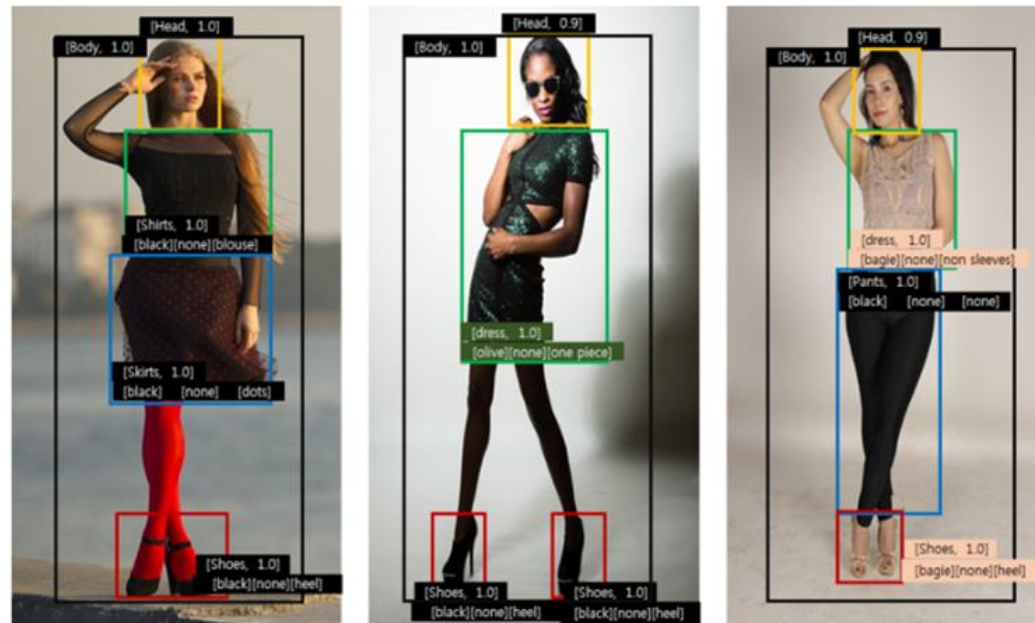 [Head, 1.0]
[Body, 1.0]
[Shirts, 1.0]
[black][none][blouse]
[Skirts, 1.0]
[black] [none] [dots]
[Shoes, 1.0]
[black][none][heel]
[Head, 0.9]
[Body, 1.0]
[dress, 1.0]
[olive][none][one piece]
[Shoes, 1.0]
[black][none][heel]
[Shoes, 1.0]
[black][none][heel]
[Head, 0.9]
[Body, 1.0]
[dress, 1.0]
[bagie][none][non sleeves]
[Pants, 1.0]
[black] [none] [none]
[Shoes, 1.0]
[bagie][none][heel]